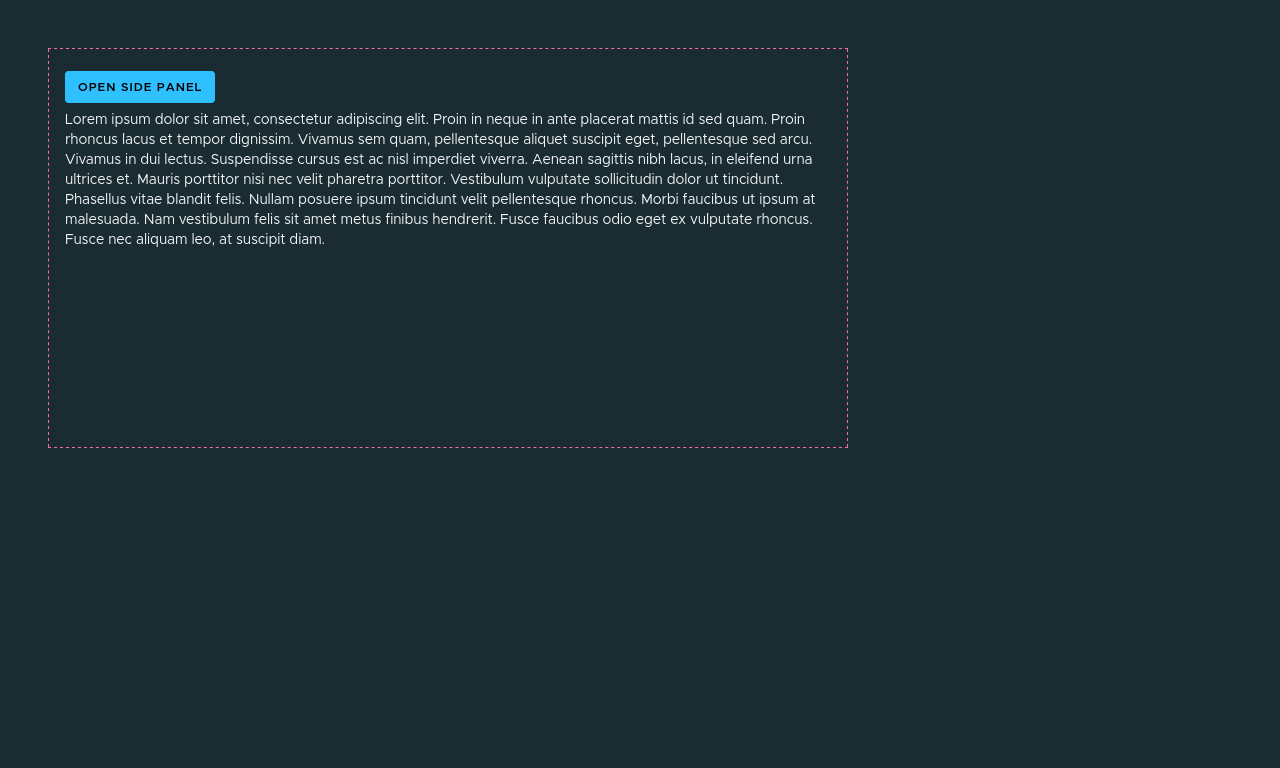 OPEN SIDE PANEL
Lorem ipsum dolor sit amet, consectetur adipiscing elit. Proin in neque in ante placerat mattis id sed quam. Proin
rhoncus lacus et tempor dignissim. Vivamus sem quam, pellentesque aliquet suscipit eget, pellentesque sed arcu.
Vivamus in dui lectus. Suspendisse cursus est ac nisl imperdiet viverra. Aenean sagittis nibh lacus, in eleifend urna
ultrices et. Mauris porttitor nisi nec velit pharetra porttitor. Vestibulum vulputate sollicitudin dolor ut tincidunt.
Phasellus vitae blandit felis. Nullam posuere ipsum tincidunt velit pellentesque rhoncus. Morbi faucibus ut ipsum at
malesuada. Nam vestibulum felis sit amet metus finibus hendrerit. Fusce faucibus odio eget ex vulputate rhoncus.
Fusce nec aliquam leo, at suscipit diam.